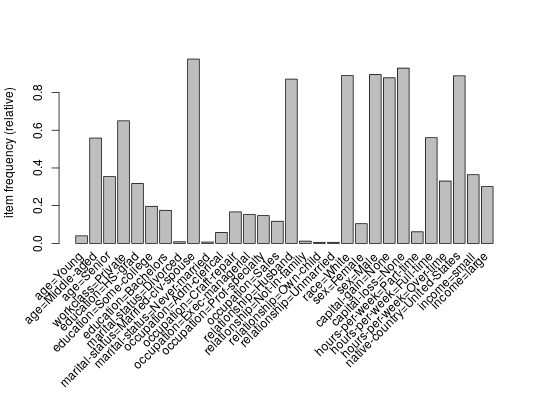 item frequency (relative)
0.8
0.6
0.4
0.2
0.0
age=Young
age=Middle-aged
age=Senior
workclass=Private
education=HS-grad
education=Some-college
education=Bachelors
marital-status=Divorced
marital-status=Married-civ-spouse
marital-status=Never-married
occupation=Adm-clerical
occupation=Craft-repair
occupation=Exec-managerial
occupation=Prof-specialty
occupation=Sales
relationship=Husband
relationship=Not-in-family
relationship=Own-child
relationship=Unmarried
race=White
sex=Female
sex=Male
capital-gain=None
capital-loss=None
hours-per-week=Part-time
hours-per-week=Full-time
hours-per-week=Over-time
native-country=United-States
income=small
income=large